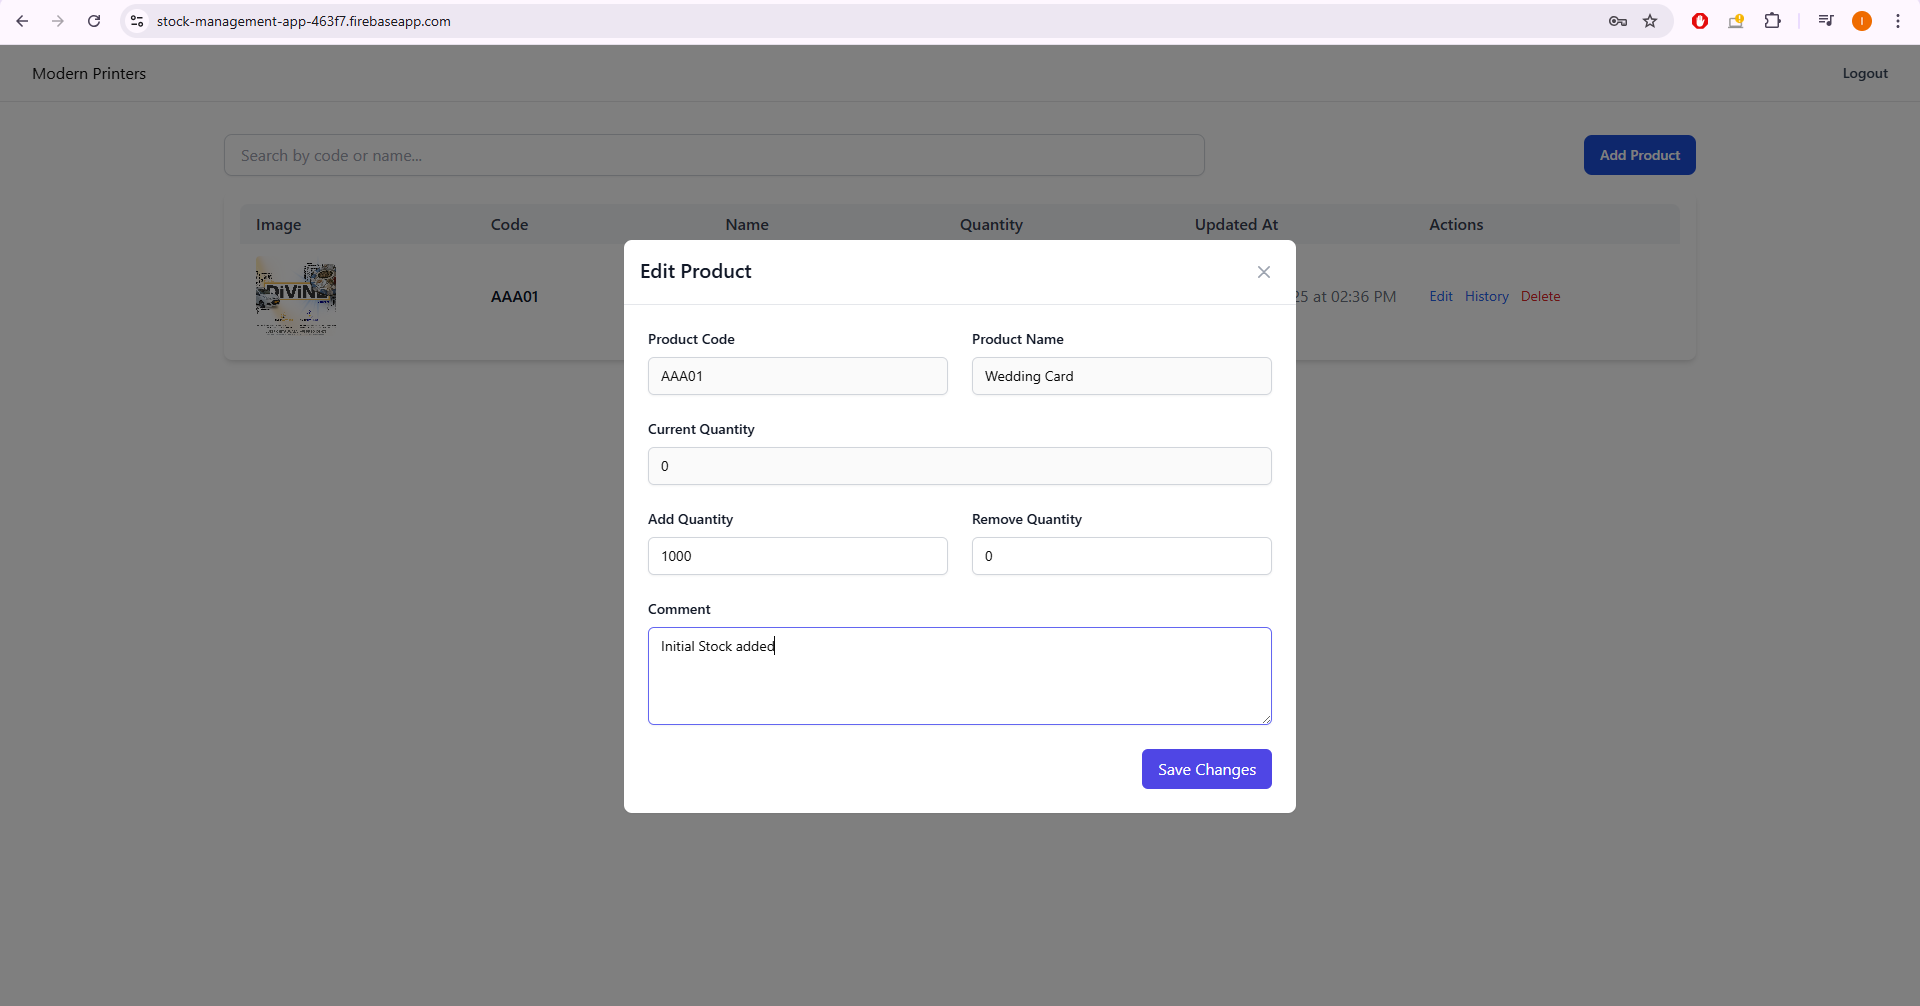 stock-management-app-463f7.firebaseapp.com
Modern Printers
Logout
Search by code or name...
Add Product
Image Code Name Quantity Updated At Actions
DIVINE
AAA01
25 at 02:36 PM
Edit History Delete
Edit Product
Product Code Product Name
AAA01 Wedding Card
Current Quantity
0
Add Quantity Remove Quantity
1000 0
Comment
Initial Stock added
Save Changes